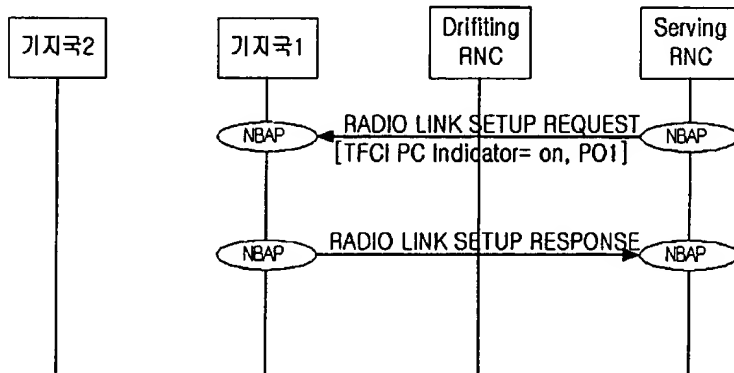 기지국2
기지국1
Drifiting
RNC
Serving
RNC
NBAP
RADIO LINK SETUP REQUEST
NBAP
[TFCI PC Indicator= on, PO1]
NBAP
RADIO LINK SETUP RESPONSE
NBAP